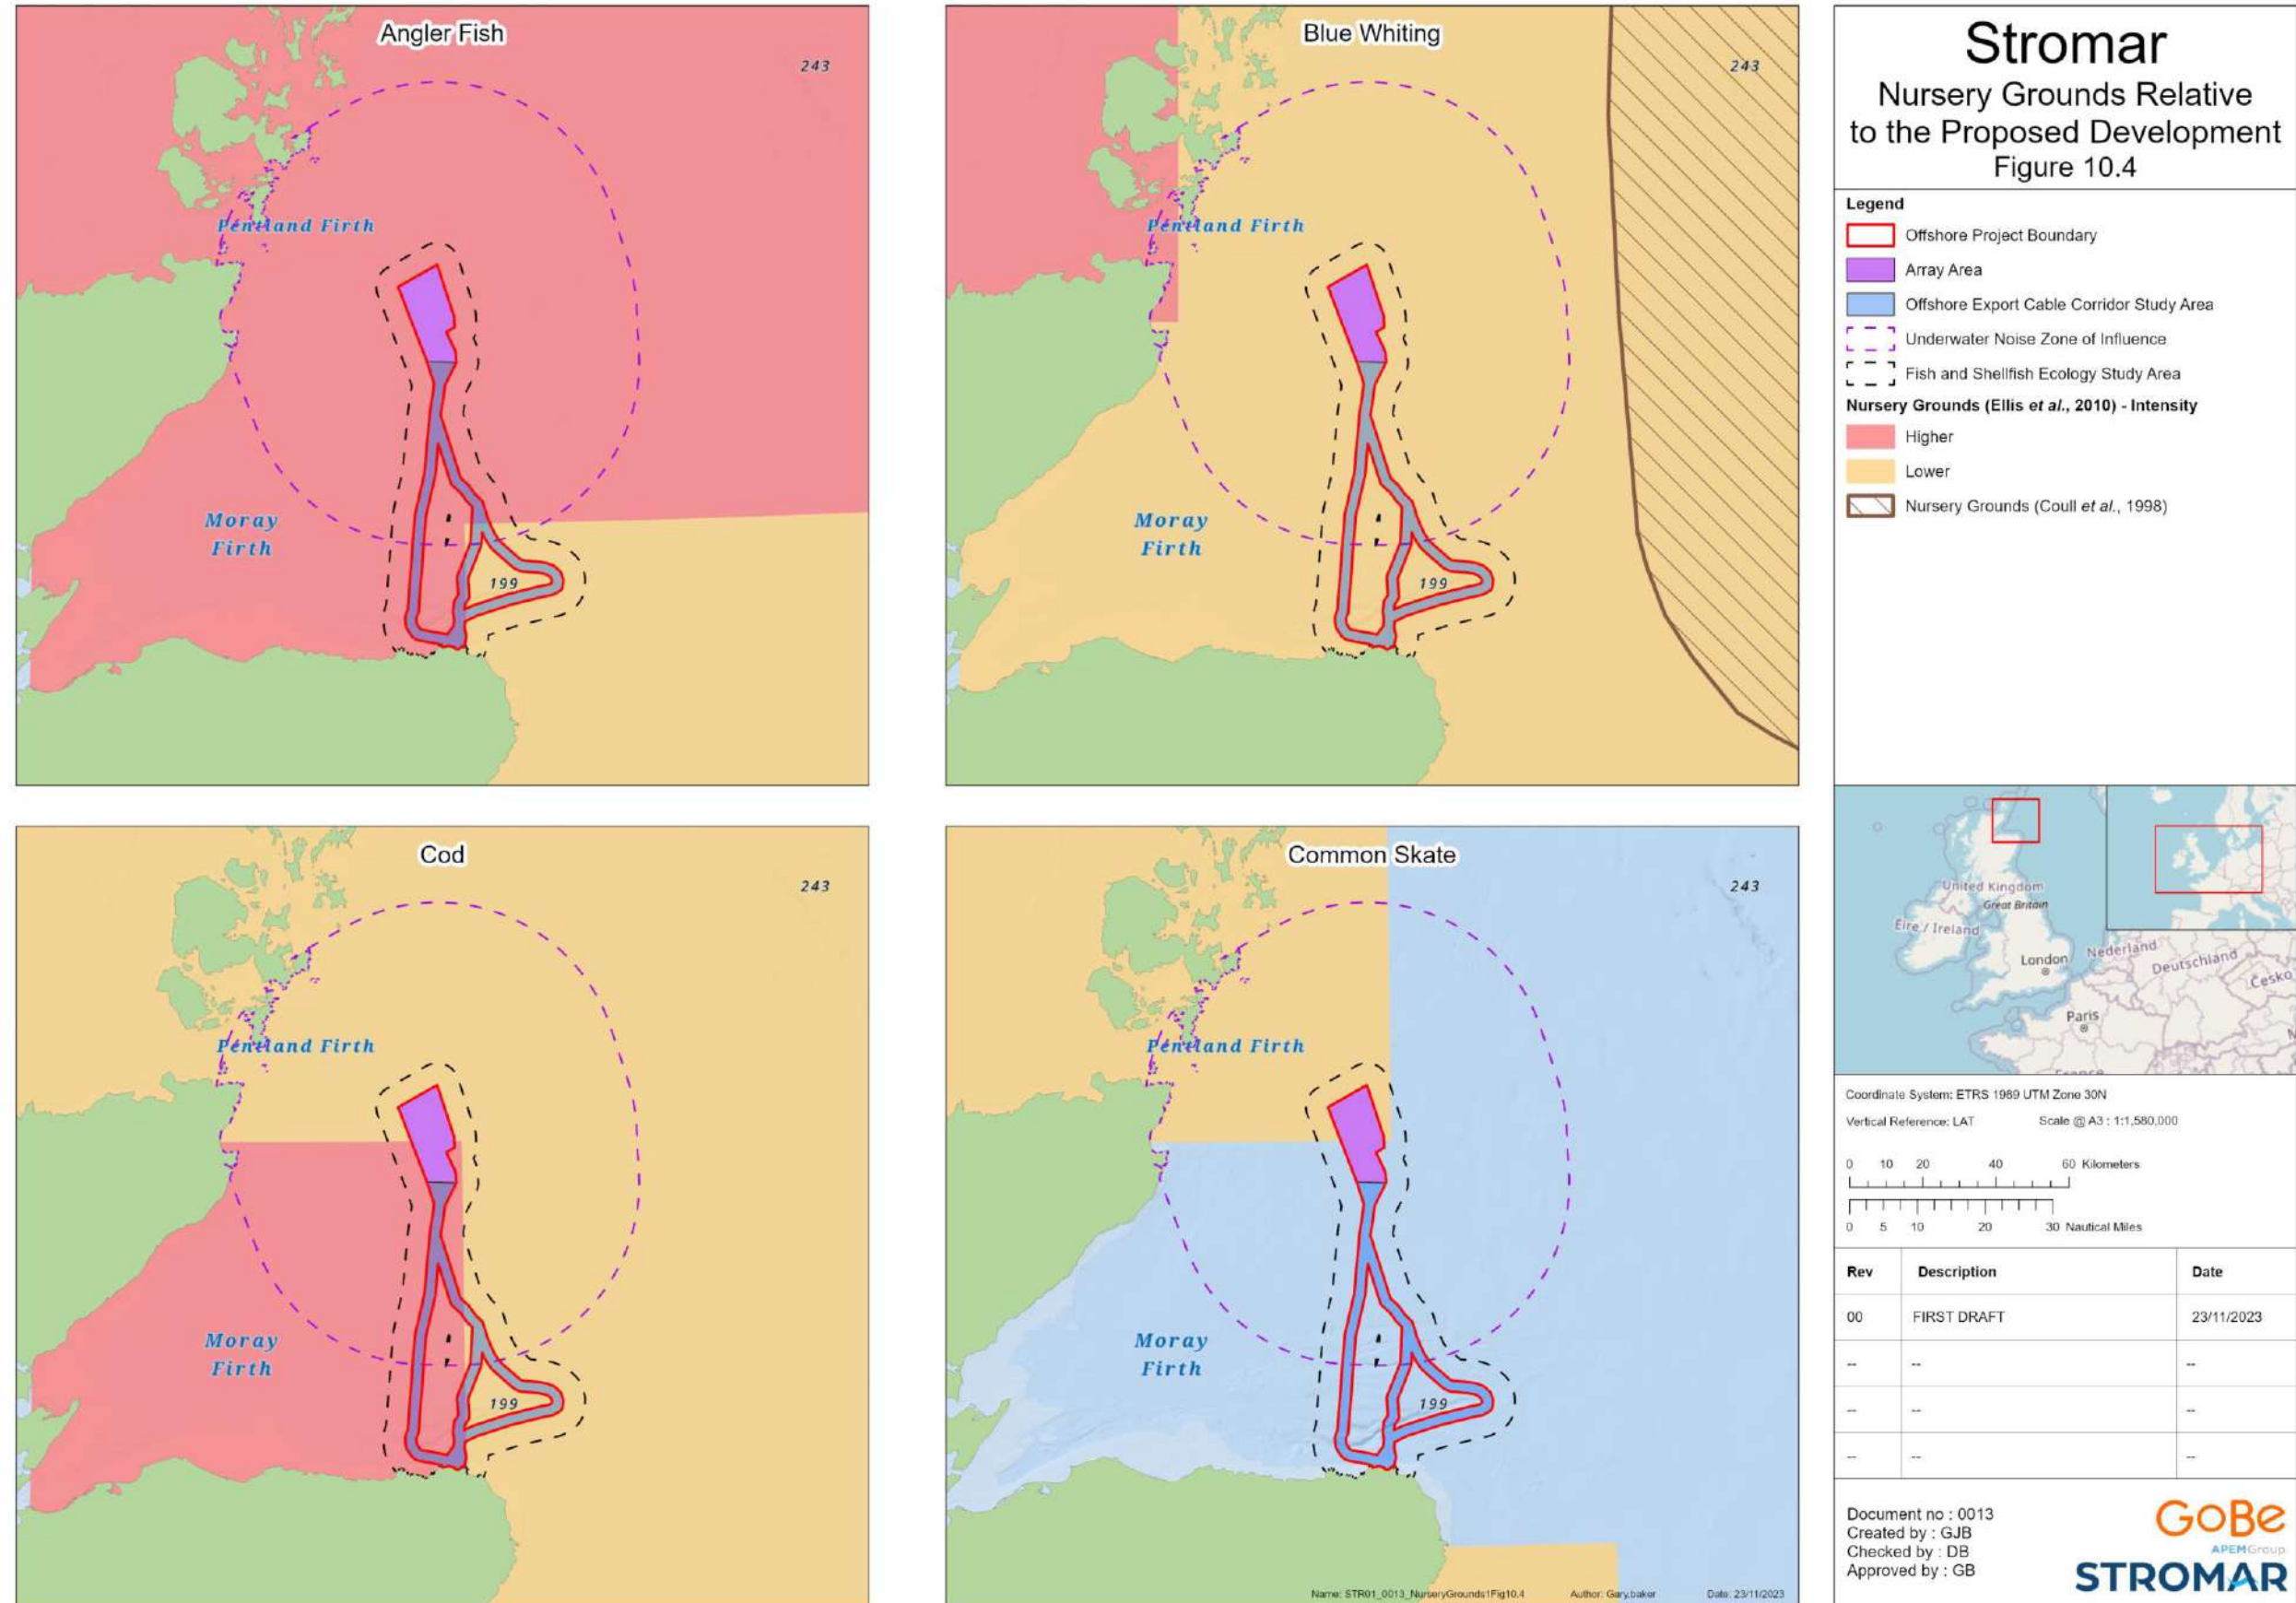 Angler Fish
243
Pentland Firth
Moray
Firth
199
Blue Whiting
243
Pentland Firth
Moray
Firth
199
Cod
243
Pentland Firth
Moray
Firth
199
Common Skate
243
Pentland Firth
Moray
Firth
199
Name: STR01_0013_NurseryGrounds1Fig10.4 Author: Gary.baker Date: 23/11/2023
Stromar
Nursery Grounds Relative
to the Proposed Development
Figure 10.4
Legend
Offshore Project Boundary
Array Area
Offshore Export Cable Corridor Study Area
Underwater Noise Zone of Influence
Fish and Shellfish Ecology Study Area
Nursery Grounds (Ellis et al., 2010) - Intensity
Higher
Lower
Nursery Grounds (Coull et al., 1998)
United Kingdom
Great Britain
Éire / Ireland
London
Nederland
Deutschland
Česko
Paris
France
Coordinate System: ETRS 1989 UTM Zone 30N
Vertical Reference: LAT Scale @ A3 : 1:1,580,000
0 10 20 40 60 Kilometers
0 5 10 20 30 Nautical Miles
Rev Description Date
00 FIRST DRAFT 23/11/2023
-- -- --
-- -- --
-- -- --
Document no : 0013
Created by : GJB
Checked by : DB
Approved by : GB
GoBe
APEMGroup
STROMAR